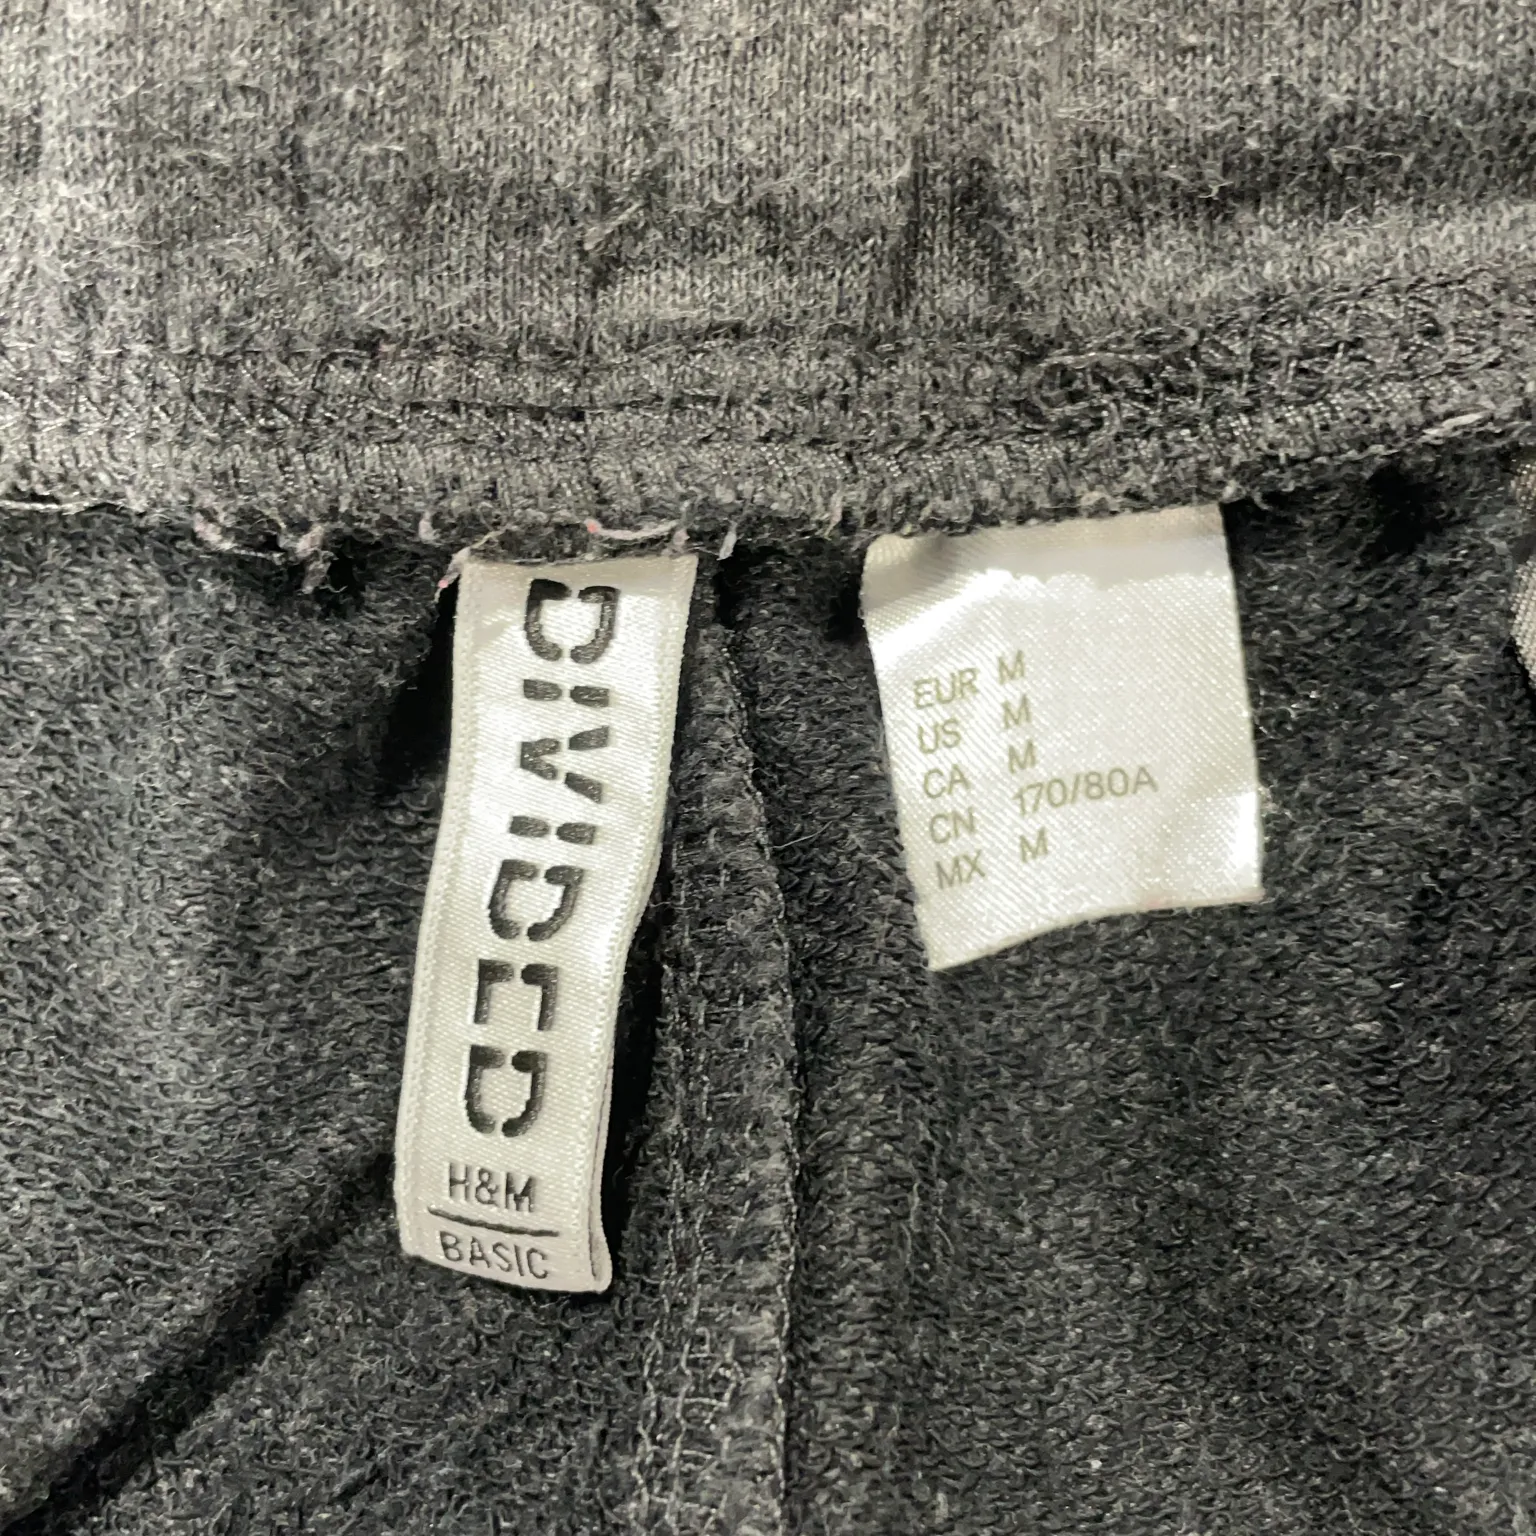 DIVIDED
H&M
BASIC
EUR M
US M
CA M
CN 170/80A
MX M